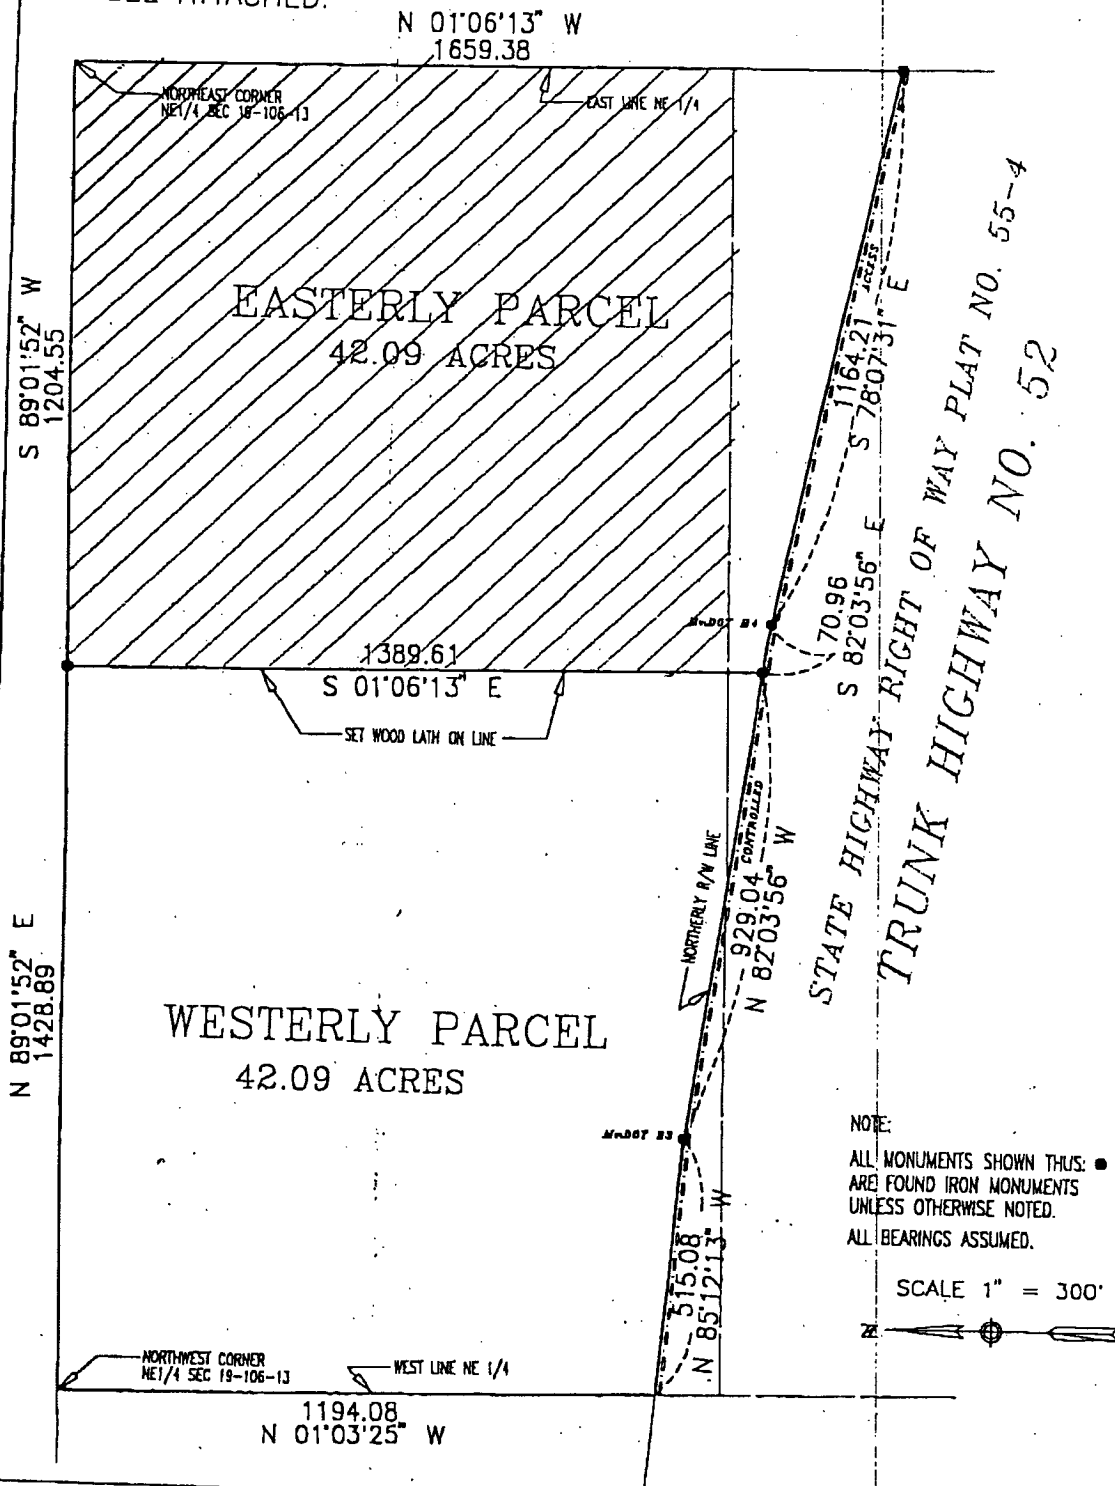 N 01°06'13" W
1659.38
NORTHEAST CORNER
NE1/4 SEC 19-106-13
EAST LINE NE 1/4
S 89°01'52" W
1204.55
EASTERLY PARCEL
42.09 ACRES
1164.21
S 78°07'31" E
ACCESS
STATE HIGHWAY RIGHT OF WAY PLAT NO. 55-4
TRUNK HIGHWAY NO. 52
MnDOT B4
70.96
S 82°03'56" E
1389.61
S 01°06'13" E
SET WOOD LATH ON LINE
CONTROLLED
NORTHERLY R/W LINE
929.04
N 82°03'56" W
N 89°01'52" E
1428.89
WESTERLY PARCEL
42.09 ACRES
MnDOT B3
515.08
N 85°12'13" W
NOTE:
ALL MONUMENTS SHOWN THUS: ●
ARE FOUND IRON MONUMENTS
UNLESS OTHERWISE NOTED.
ALL BEARINGS ASSUMED.
SCALE 1" = 300'
N
NORTHWEST CORNER
NE1/4 SEC 19-106-13
WEST LINE NE 1/4
1194.08
N 01°03'25" W